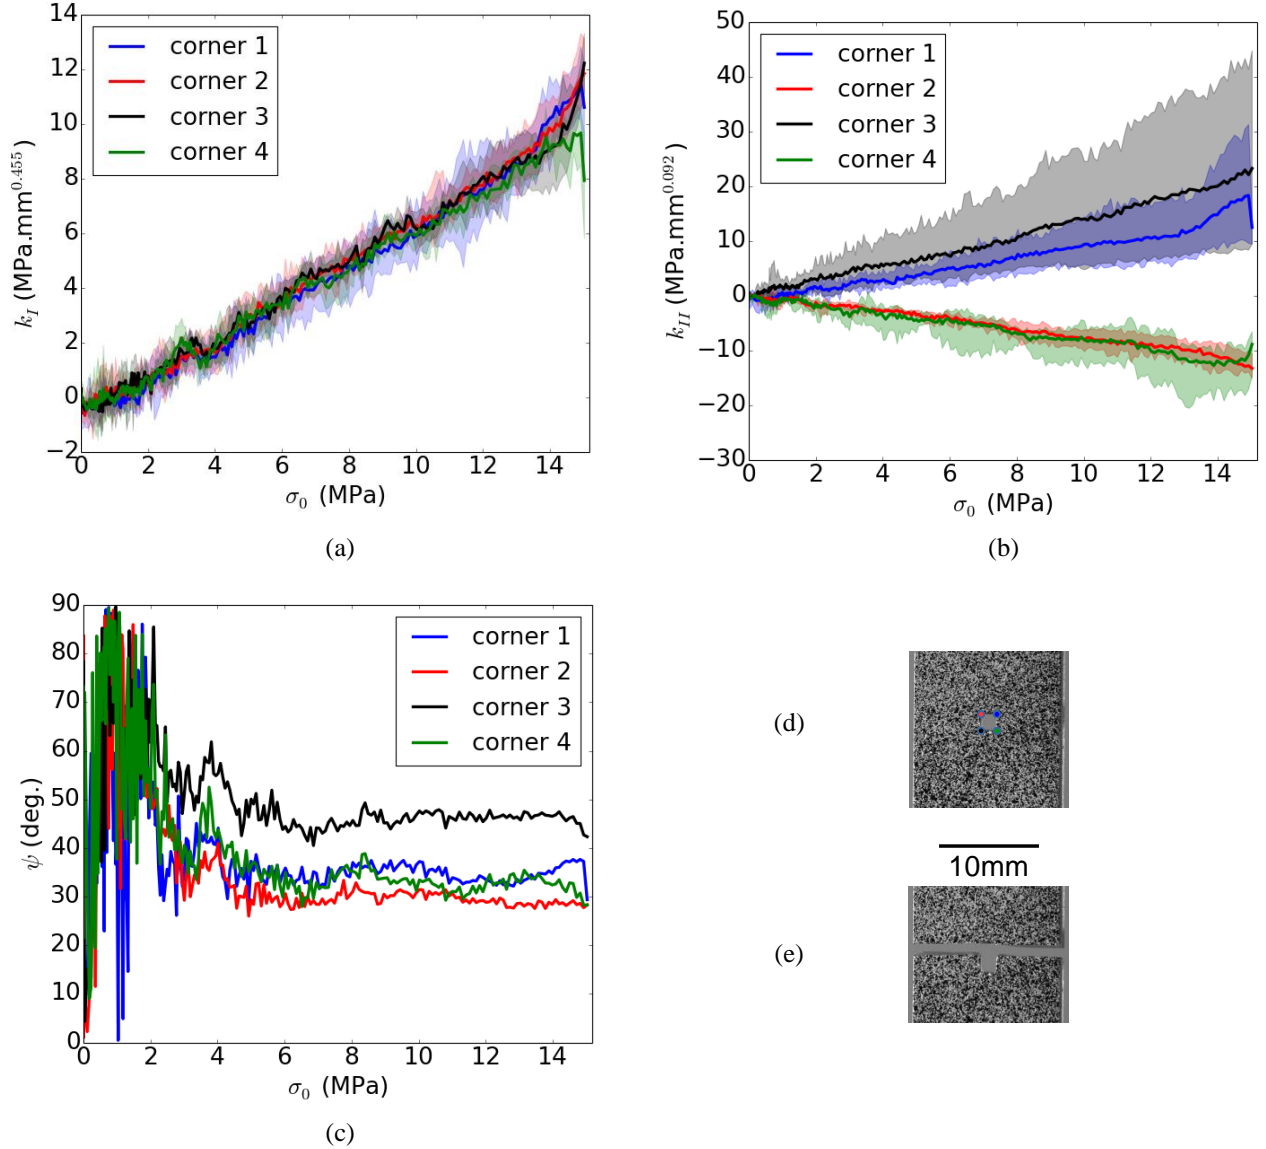 14
12
10
8
6
4
2
0
−2
0 2 4 6 8 10 12 14
k_I (MPa.mm^0.455)
σ_0 (MPa)
corner 1
corner 2
corner 3
corner 4
(a)
50
40
30
20
10
0
−10
−20
−30
0 2 4 6 8 10 12 14
k_II (MPa.mm^0.092)
σ_0 (MPa)
corner 1
corner 2
corner 3
corner 4
(b)
90
80
70
60
50
40
30
20
10
0
0 2 4 6 8 10 12 14
ψ (deg.)
σ_0 (MPa)
corner 1
corner 2
corner 3
corner 4
(c)
(d)
10mm
(e)